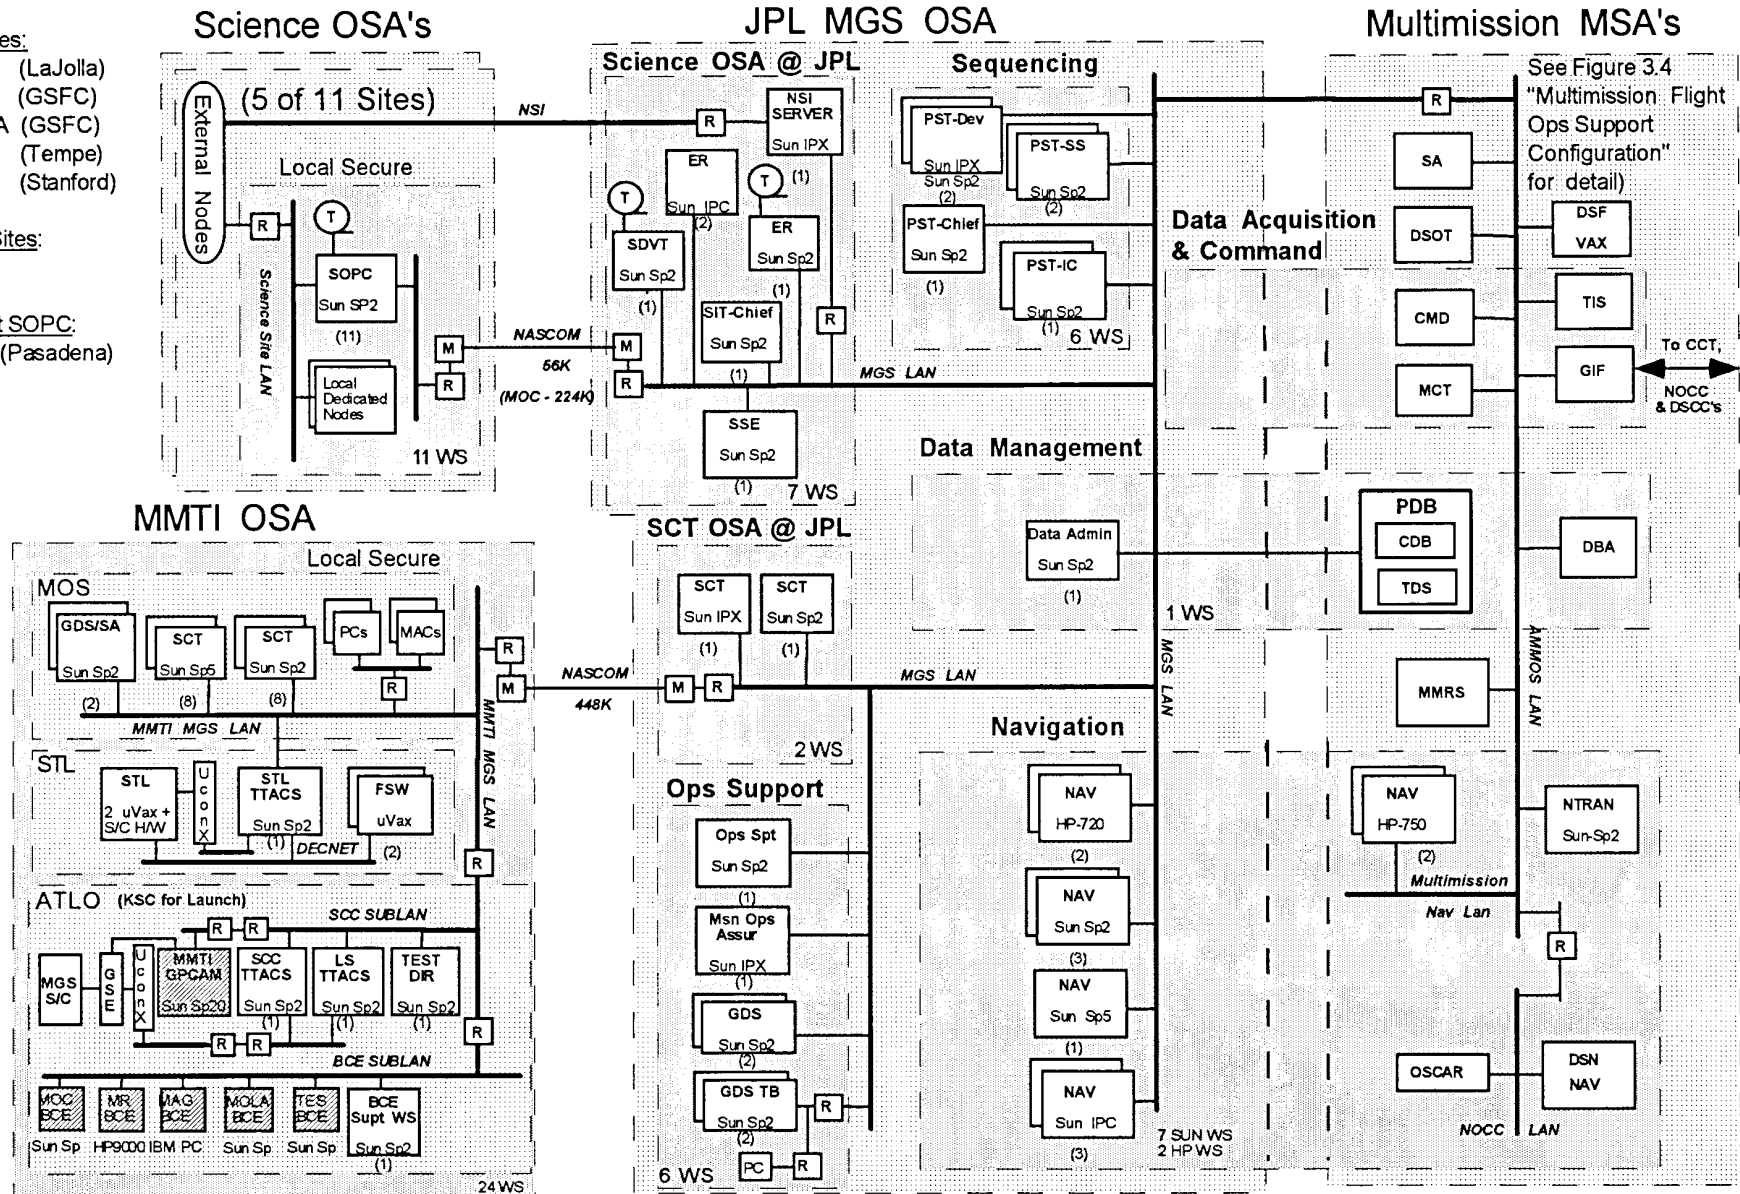 Science OSA's
JPL MGS OSA
Multimission MSA's
es:
(LaJolla)
(GSFC)
A (GSFC)
(Tempe)
(Stanford)
Sites:
t SOPC:
(Pasadena)
External Nodes
(5 of 11 Sites)
NSI
Local Secure
R
Science Site LAN
T
SOPC
Sun SP2
(11)
Local
Dedicated
Nodes
M
R
11 WS
NASCOM
56K
(MOC - 224K)
Science OSA @ JPL
R
NSI
SERVER
Sun IPX
(1)
ER
Sun IPC
(2)
T
T
SDVT
Sun Sp2
(1)
ER
Sun Sp2
(1)
SIT-Chief
Sun Sp2
(1)
R
M
R
MGS LAN
SSE
Sun Sp2
(1)
7 WS
Sequencing
PST-Dev
Sun IPX
Sun Sp2
(2)
PST-SS
Sun Sp2
(2)
PST-Chief
Sun Sp2
(1)
PST-IC
Sun Sp2
(1)
6 WS
R
See Figure 3.4
"Multimission Flight
Ops Support
Configuration"
for detail)
SA
DSOT
DSF
VAX
Data Acquisition
& Command
CMD
TIS
MCT
GIF
To CCT,
NOCC
& DSCC's
Data Management
Data Admin
Sun Sp2
(1)
1 WS
PDB
CDB
TDS
DBA
MGS LAN
AMMOS LAN
MMRS
MMTI OSA
Local Secure
MOS
GDS/SA
Sun Sp2
(2)
SCT
Sun Sp5
(8)
SCT
Sun Sp2
(8)
PCs
MACs
R
MMTI MGS LAN
R
M
MMTI MGS LAN
NASCOM
448K
STL
STL
2 uVax +
S/C H/W
UconX
STL
TTACS
Sun Sp2
(1)
FSW
uVax
(2)
DECNET
R
ATLO (KSC for Launch)
SCC SUBLAN
R
R
MGS
S/C
GSE
UconX
MMTI
GPCAM
Sun Sp20
SCC
TTACS
Sun Sp2
(1)
LS
TTACS
Sun Sp2
(1)
TEST
DIR
Sun Sp2
(1)
R
R
R
BCE SUBLAN
MOC
BCE
Sun Sp
MR
BCE
HP9000
MAG
BCE
IBM PC
MOLA
BCE
Sun Sp
TES
BCE
Sun Sp
BCE
Supt WS
Sun Sp2
(1)
24 WS
SCT OSA @ JPL
SCT
Sun IPX
(1)
SCT
Sun Sp2
(1)
M
R
MGS LAN
2 WS
Ops Support
Ops Spt
Sun Sp2
(1)
Msn Ops
Assur
Sun IPX
(1)
GDS
Sun Sp2
(2)
GDS TB
Sun Sp2
(2)
R
PC
R
6 WS
Navigation
NAV
HP-720
(2)
NAV
Sun Sp2
(3)
NAV
Sun Sp5
(1)
NAV
Sun IPC
(3)
7 SUN WS
2 HP WS
NAV
HP-750
(2)
NTRAN
Sun-Sp2
Multimission
Nav Lan
R
OSCAR
DSN
NAV
NOCC LAN